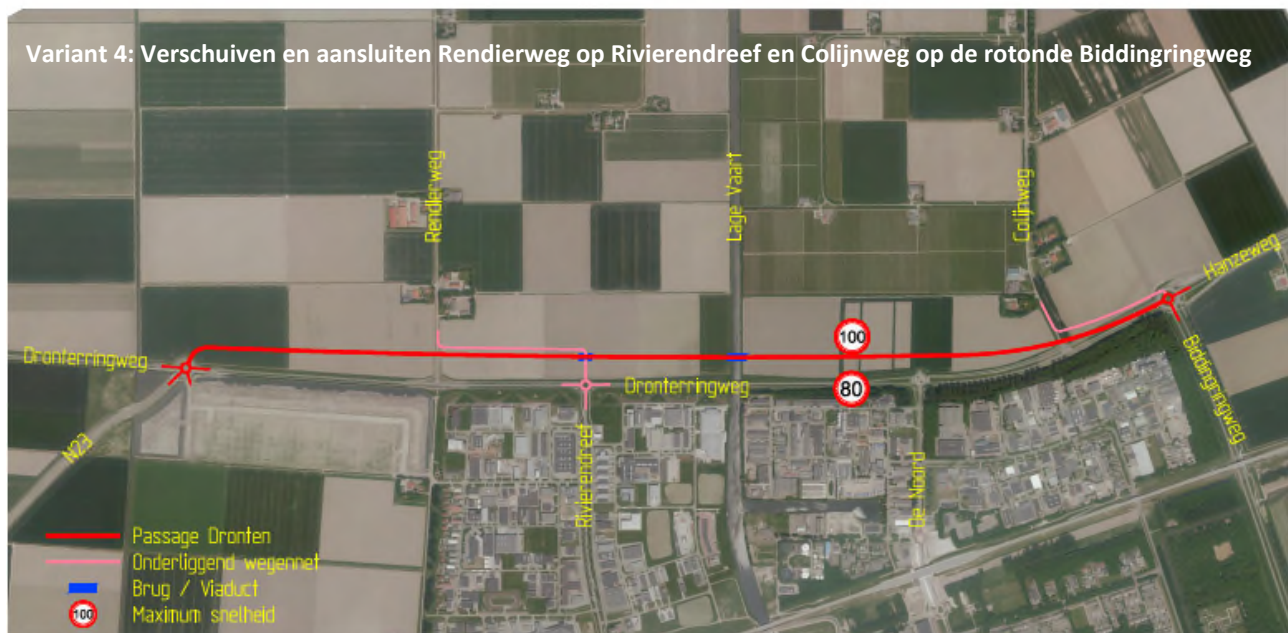 Variant 4: Verschuiven en aansluiten Rendierweg op Rivierendreef en Colijnweg op de rotonde Biddingringweg
Rendierweg
Lage Vaart
Colijnweg
Hanzeweg
100
Dronterringweg
Dronterringweg
80
Biddingringweg
N23
Rivierendreef
De Noord
Passage Dronten
Onderliggend wegennet
Brug / Viaduct
100 Maximum snelheid